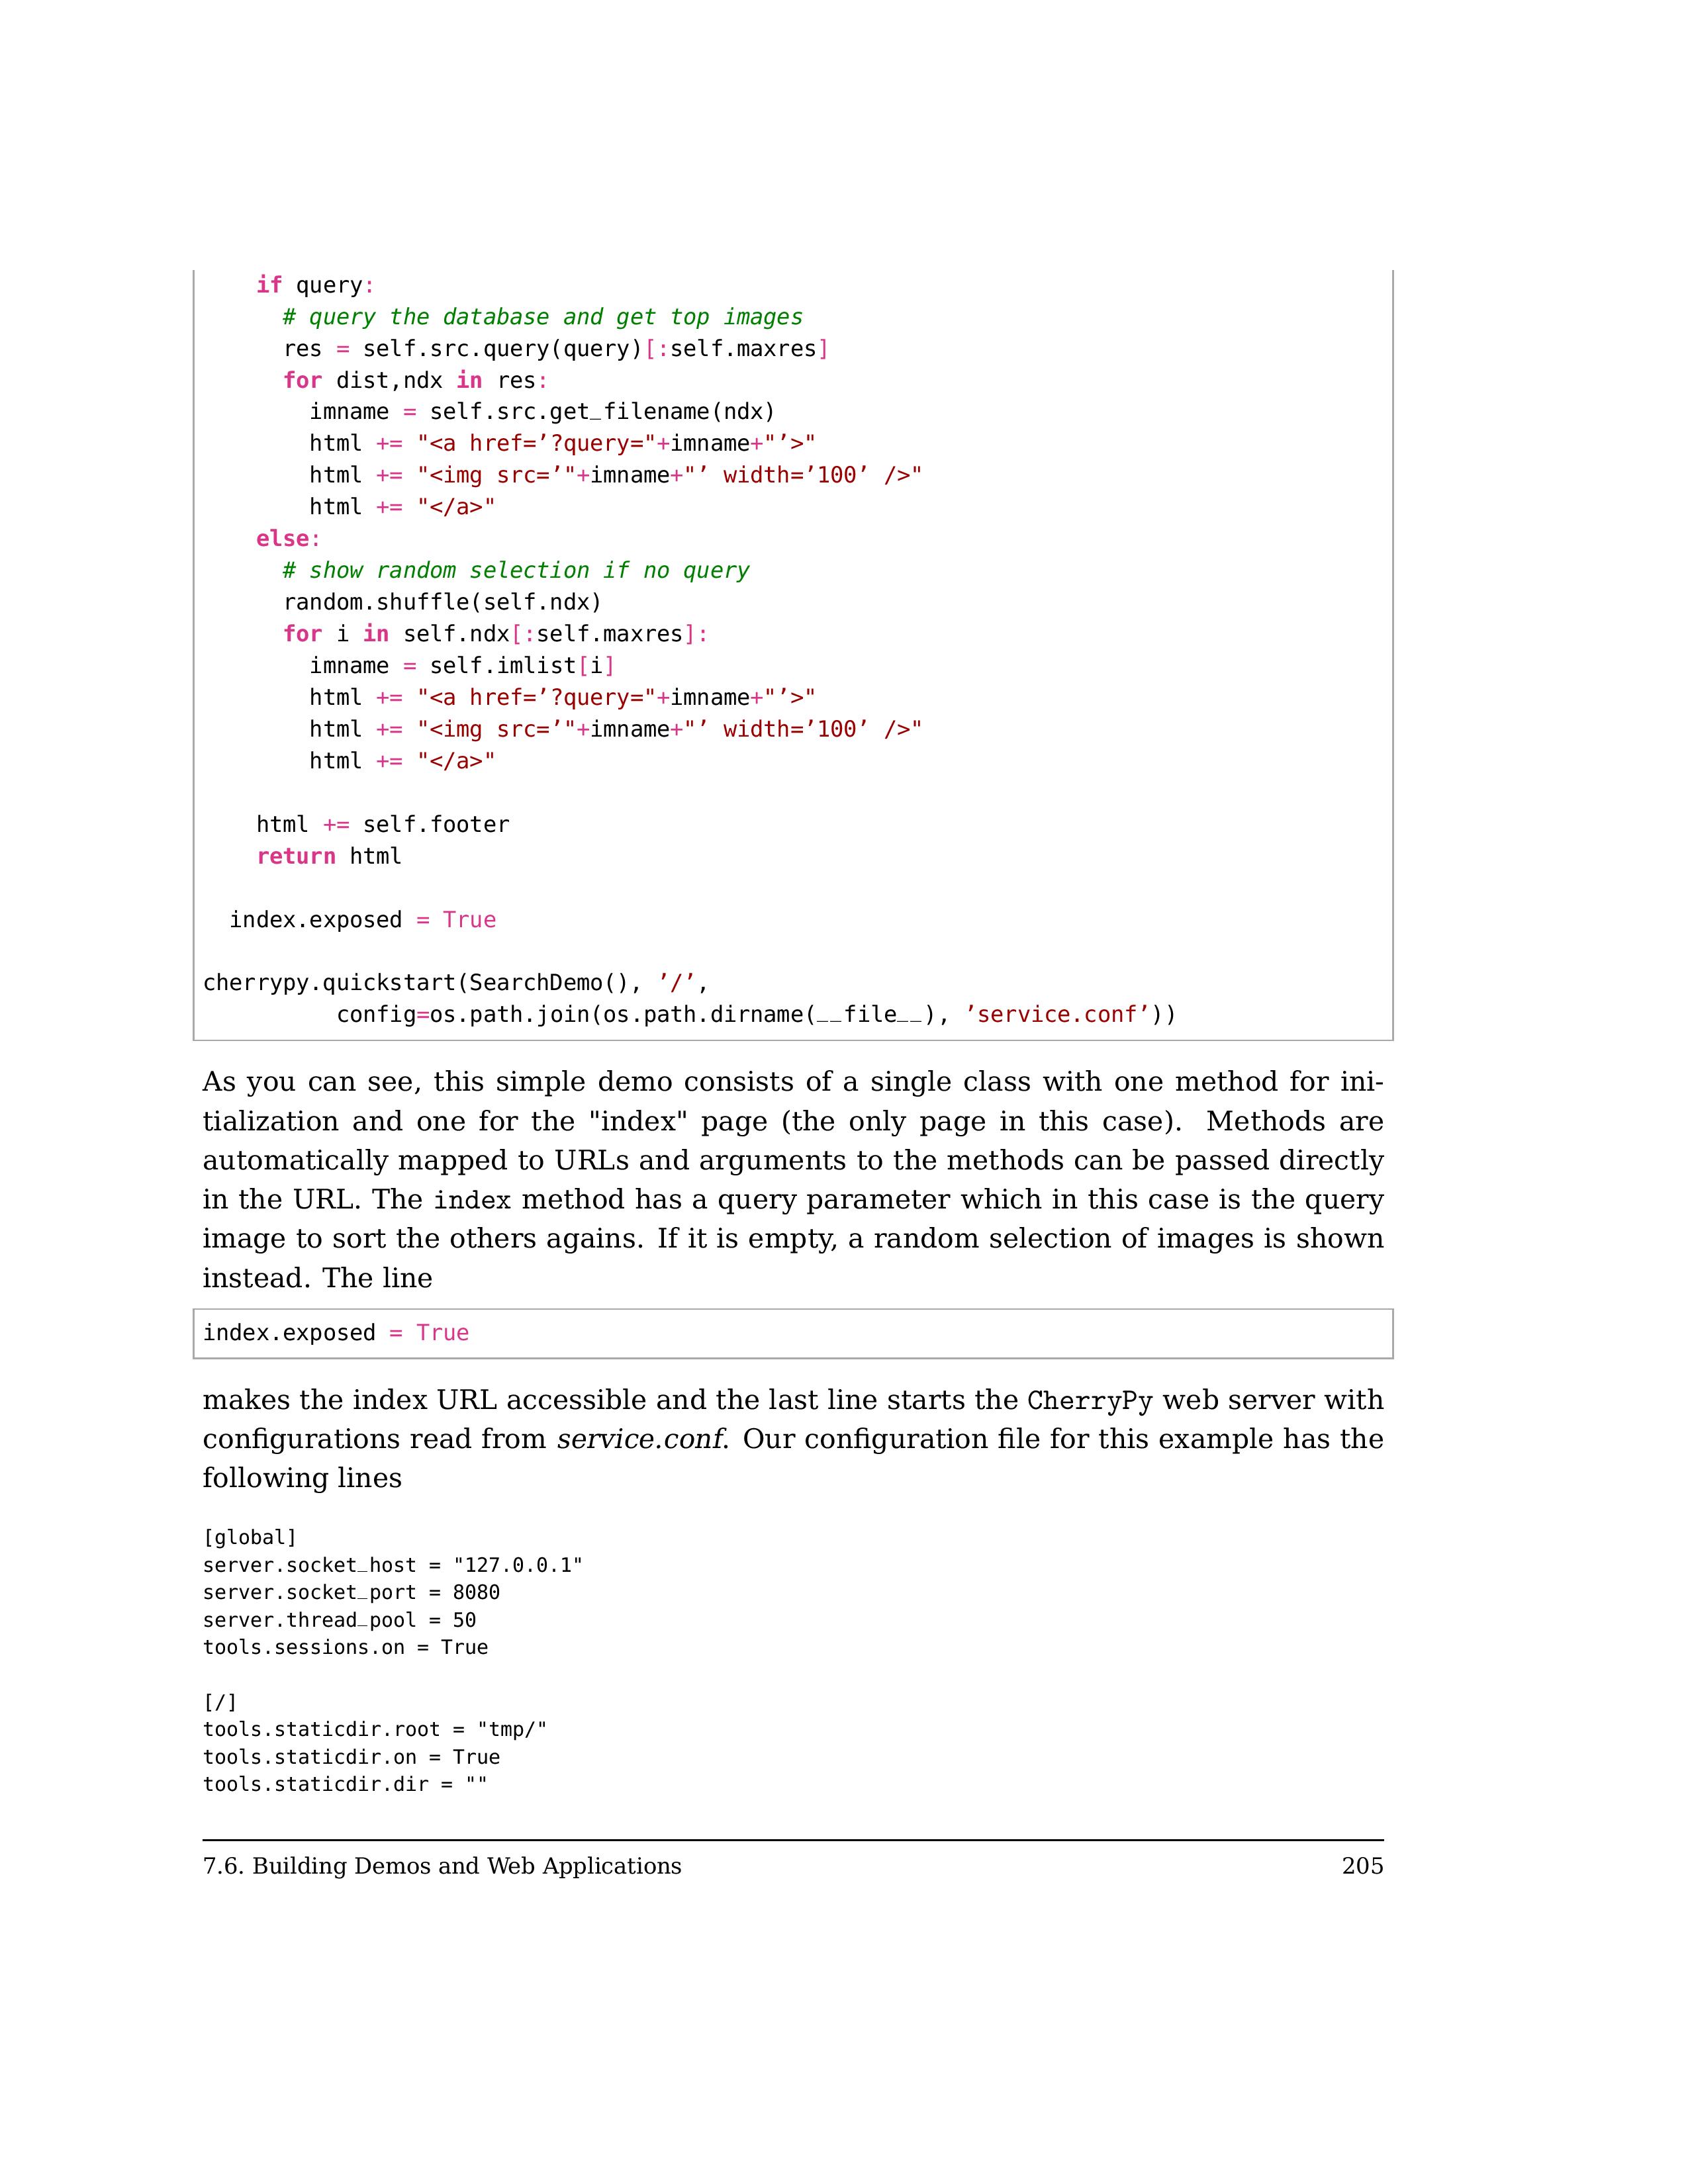 if query:
# query the database and get top images
res = self.src.query(query)[:self.maxres]
for dist,ndx in res:
imname = self.src.get_filename(ndx)
html += "<a href=’?query="+imname+"’>"
html += "<img src=’"+imname+"’ width=’100’ />"
html += "</a>"
else:
# show random selection if no query
random.shuffle(self.ndx)
for i in self.ndx[:self.maxres]:
imname = self.imlist[i]
html += "<a href=’?query="+imname+"’>"
html += "<img src=’"+imname+"’ width=’100’ />"
html += "</a>"
html += self.footer
return html
index.exposed = True
cherrypy.quickstart(SearchDemo(), ’/’,
config=os.path.join(os.path.dirname(__file__), ’service.conf’))
As you can see, this simple demo consists of a single class with one method for ini-
tialization and one for the "index" page (the only page in this case). Methods are
automatically mapped to URLs and arguments to the methods can be passed directly
in the URL. The index method has a query parameter which in this case is the query
image to sort the others agains. If it is empty, a random selection of images is shown
instead. The line
index.exposed = True
makes the index URL accessible and the last line starts the CherryPy web server with
configurations read from service.conf. Our configuration file for this example has the
following lines
[global]
server.socket_host = "127.0.0.1"
server.socket_port = 8080
server.thread_pool = 50
tools.sessions.on = True
[/]
tools.staticdir.root = "tmp/"
tools.staticdir.on = True
tools.staticdir.dir = ""
7.6. Building Demos and Web Applications 205